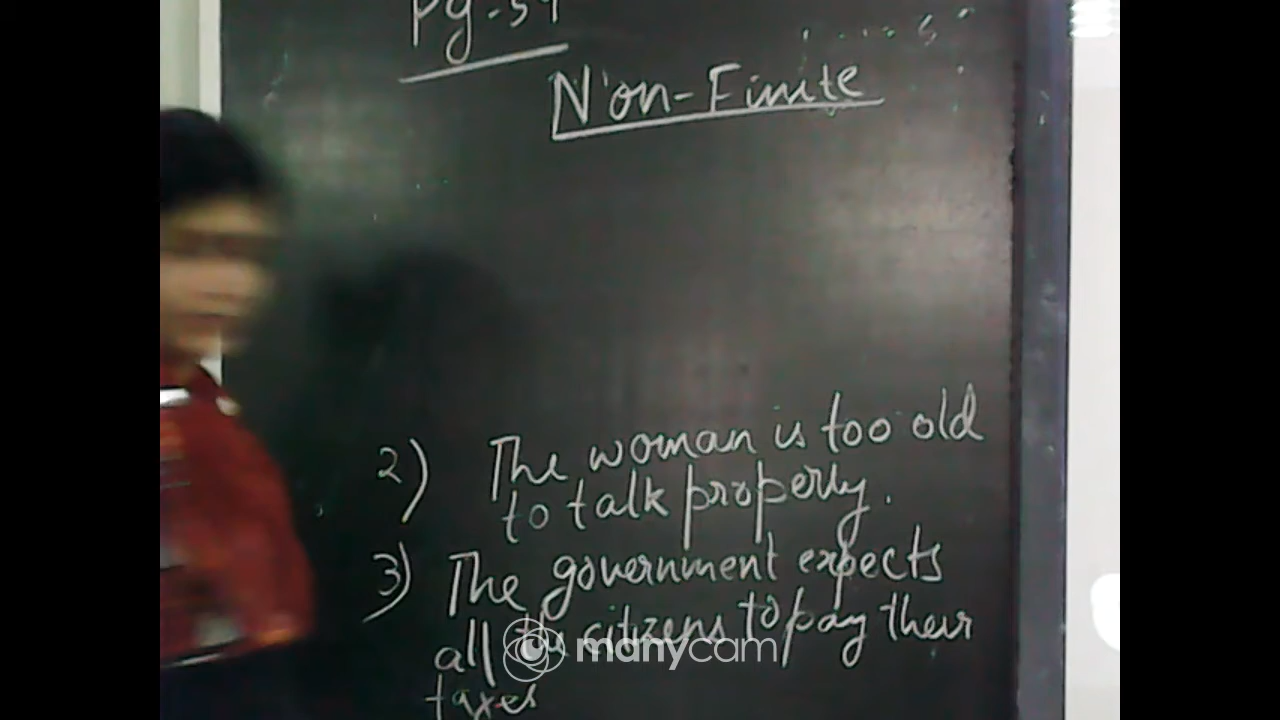 Non-Finite
2) The woman is too old
to talk properly.
3) The government expects
all the citizens to pay their
taxes
manycam